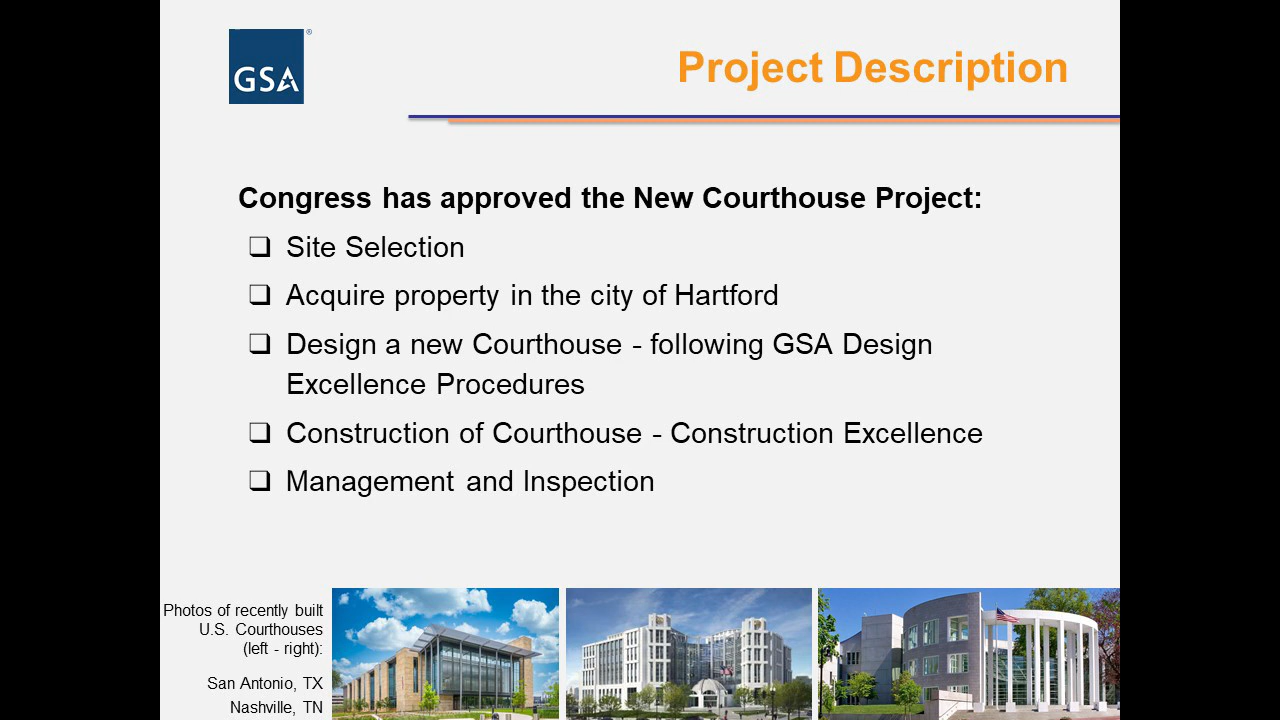 GSA
®
Project Description
Congress has approved the New Courthouse Project:
❑ Site Selection
❑ Acquire property in the city of Hartford
❑ Design a new Courthouse - following GSA Design
Excellence Procedures
❑ Construction of Courthouse - Construction Excellence
❑ Management and Inspection
Photos of recently built
U.S. Courthouses
(left - right):
San Antonio, TX
Nashville, TN